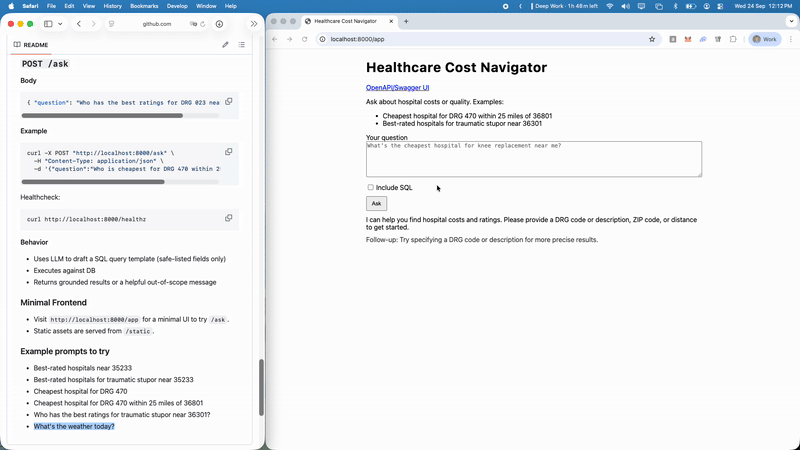 Safari File Edit View History Bookmarks Develop Window Help
Deep Work: 1h 48m left
Wed 24 Sep 12:12PM
github.com
README
POST /ask
Body
{ "question": "Who has the best ratings for DRG 023 nea
Example
curl -X POST "http://localhost:8000/ask" \
-H "Content-Type: application/json" \
-d '{"question":"Who is cheapest for DRG 470 within 2
Healthcheck:
curl http://localhost:8000/healthz
Behavior
Uses LLM to draft a SQL query template (safe-listed fields only)
Executes against DB
Returns grounded results or a helpful out-of-scope message
Minimal Frontend
Visit http://localhost:8000/app for a minimal UI to try /ask.
Static assets are served from /static.
Example prompts to try
Best-rated hospitals near 35233
Best-rated hospitals for traumatic stupor near 35233
Cheapest hospital for DRG 470
Cheapest hospital for DRG 470 within 25 miles of 36801
Who has the best ratings for traumatic stupor near 36301?
What's the weather today?
Healthcare Cost Navigator
localhost:8000/app
Work
Healthcare Cost Navigator
OpenAPI/Swagger UI
Ask about hospital costs or quality. Examples:
Cheapest hospital for DRG 470 within 25 miles of 36801
Best-rated hospitals for traumatic stupor near 36301
Your question
What's the cheapest hospital for knee replacement near me?
Include SQL
Ask
I can help you find hospital costs and ratings. Please provide a DRG code or description, ZIP code, or distance
to get started.
Follow-up: Try specifying a DRG code or description for more precise results.